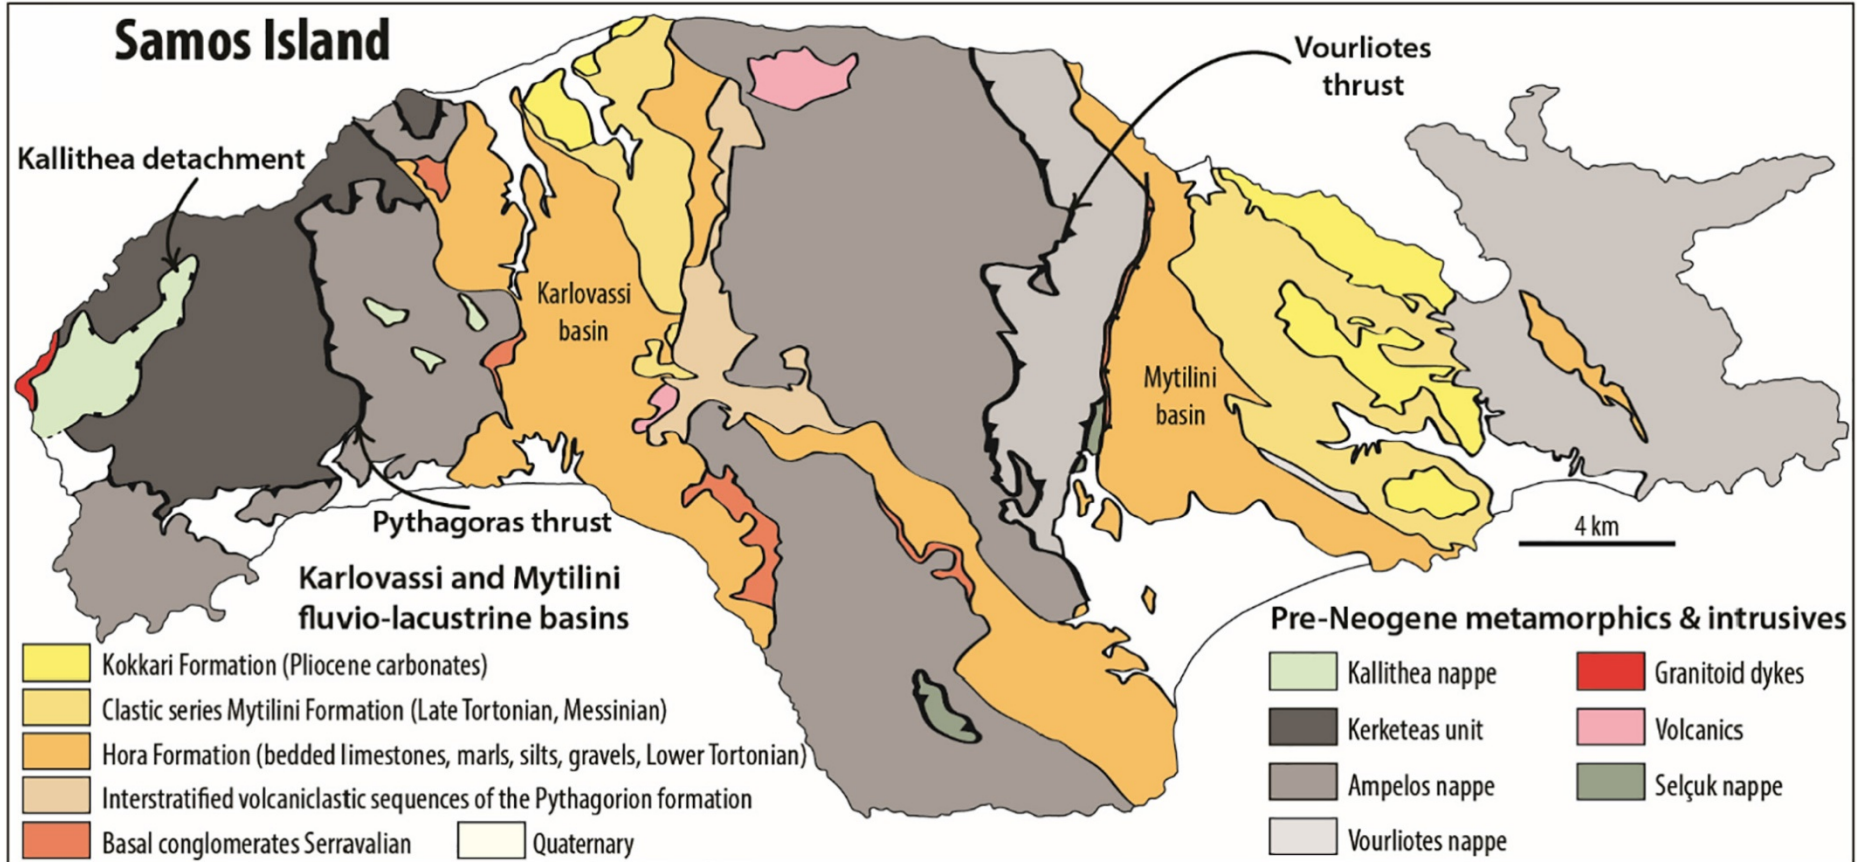 Samos Island
Vourliotes
thrust
Kallithea detachment
Karlovassi
basin
Mytilini
basin
Pythagoras thrust
4 km
Karlovassi and Mytilini
fluvio-lacustrine basins
Kokkari Formation (Pliocene carbonates)
Clastic series Mytilini Formation (Late Tortonian, Messinian)
Hora Formation (bedded limestones, marls, silts, gravels, Lower Tortonian)
Interstratified volcaniclastic sequences of the Pythagorion formation
Basal conglomerates Serravalian
Quaternary
Pre-Neogene metamorphics & intrusives
Kallithea nappe
Kerketeas unit
Ampelos nappe
Vourliotes nappe
Granitoid dykes
Volcanics
Selçuk nappe